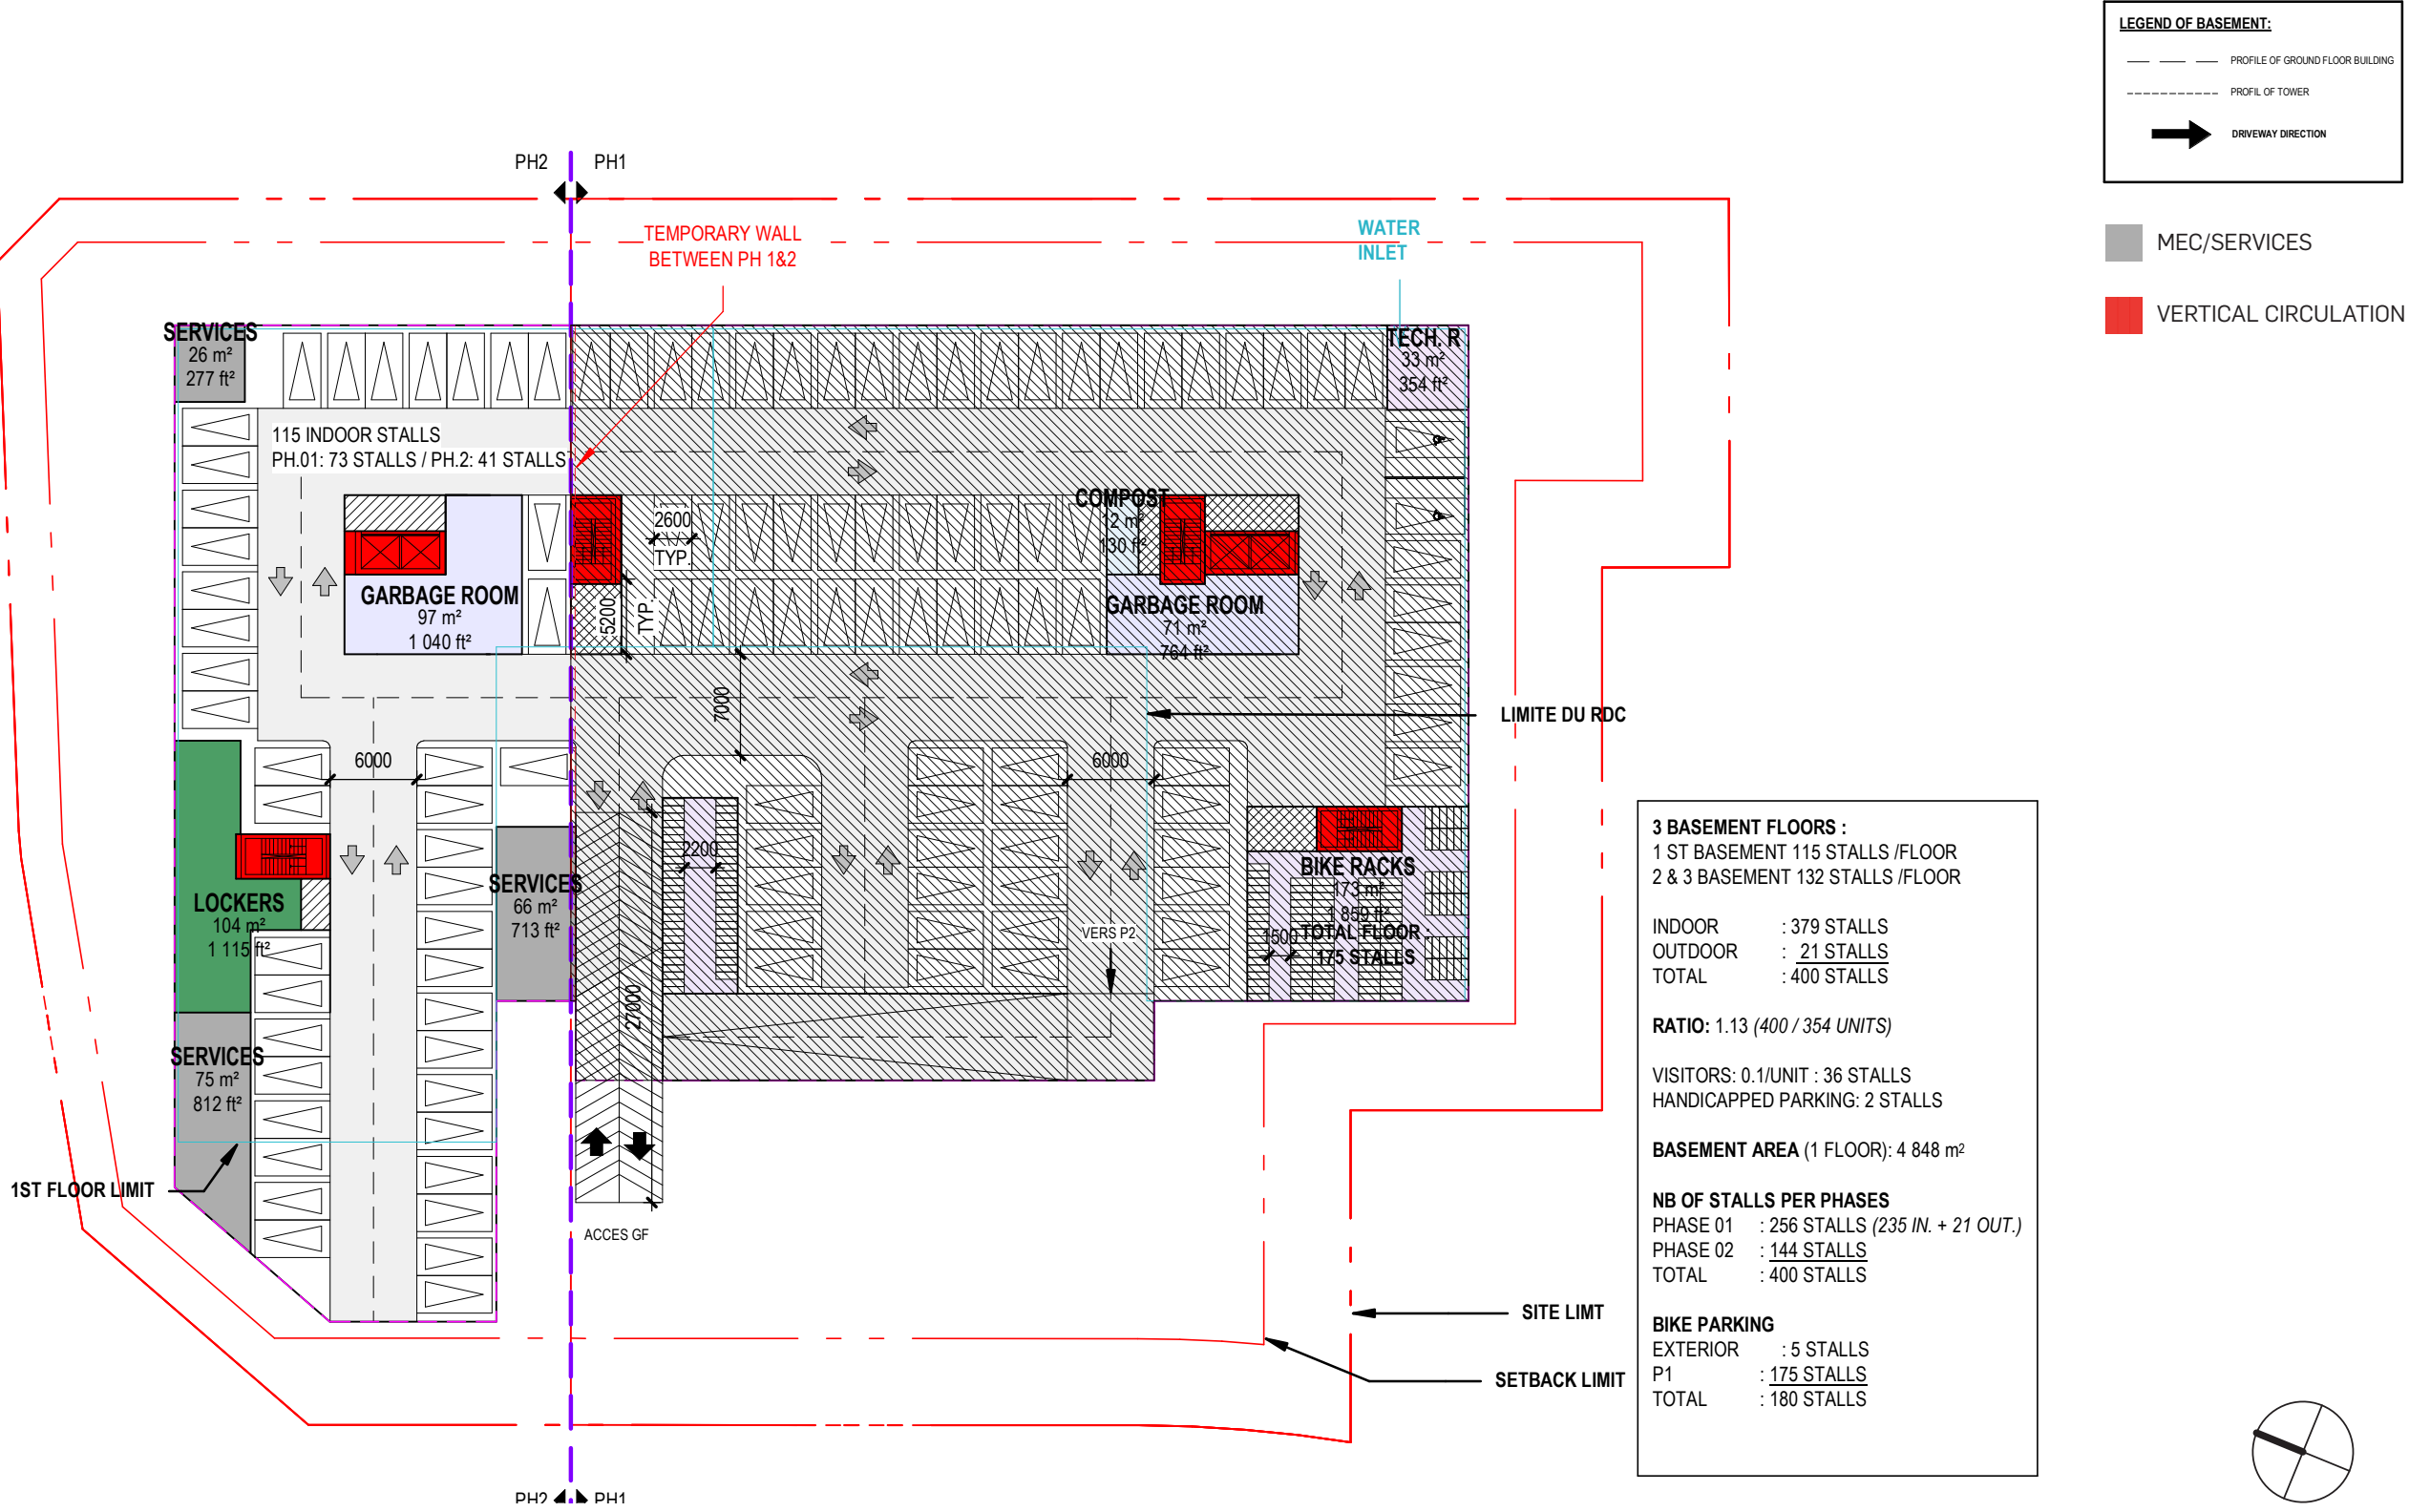 LEGEND OF BASEMENT:
PROFILE OF GROUND FLOOR BUILDING
PROFIL OF TOWER
DRIVEWAY DIRECTION
MEC/SERVICES
VERTICAL CIRCULATION
PH2 PH1
TEMPORARY WALL
BETWEEN PH 1&2
WATER
INLET
SERVICES
26 m²
277 ft²
TECH. R
33 m²
354 ft²
115 INDOOR STALLS
PH.01: 73 STALLS / PH.2: 41 STALLS
2600
TYP.
COMPOST
12 m²
130 ft²
GARBAGE ROOM
97 m²
1 040 ft²
5200
TYP.
GARBAGE ROOM
71 m²
764 ft²
7000
LIMITE DU RDC
6000
6000
2200
SERVICES
66 m²
713 ft²
BIKE RACKS
173 m²
1 859 ft²
TOTAL FLOOR :
175 STALLS
1500
VERS P2
LOCKERS
104 m²
1 115 ft²
27000
SERVICES
75 m²
812 ft²
1ST FLOOR LIMIT
ACCES GF
SITE LIMT
SETBACK LIMIT
3 BASEMENT FLOORS :
1 ST BASEMENT 115 STALLS /FLOOR
2 & 3 BASEMENT 132 STALLS /FLOOR
INDOOR : 379 STALLS
OUTDOOR : 21 STALLS
TOTAL : 400 STALLS
RATIO: 1.13 (400 / 354 UNITS)
VISITORS: 0.1/UNIT : 36 STALLS
HANDICAPPED PARKING: 2 STALLS
BASEMENT AREA (1 FLOOR): 4 848 m²
NB OF STALLS PER PHASES
PHASE 01 : 256 STALLS (235 IN. + 21 OUT.)
PHASE 02 : 144 STALLS
TOTAL : 400 STALLS
BIKE PARKING
EXTERIOR : 5 STALLS
P1 : 175 STALLS
TOTAL : 180 STALLS
PH2 PH1